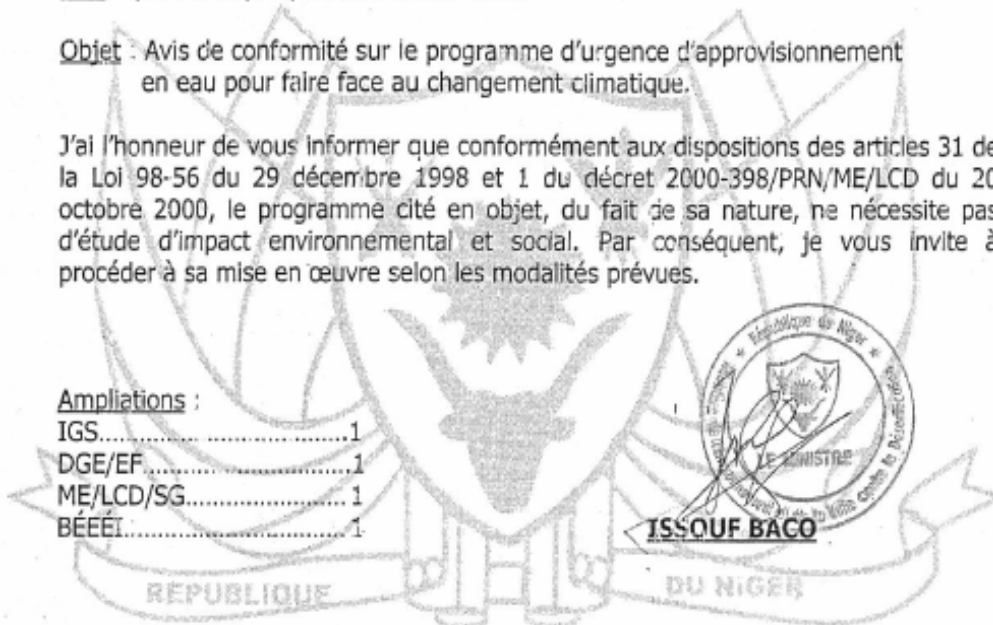 Objet : Avis de conformité sur le programme d'urgence d'approvisionnement
en eau pour faire face au changement climatique.
J'ai l'honneur de vous informer que conformément aux dispositions des articles 31 de
la Loi 98-56 du 29 décembre 1998 et 1 du décret 2000-398/PRN/ME/LCD du 20
octobre 2000, le programme cité en objet, du fait de sa nature, ne nécessite pas
d'étude d'impact environnemental et social. Par conséquent, je vous invite à
procéder à sa mise en œuvre selon les modalités prévues.
Ampliations :
IGS..................................1
DGE/EF............................1
ME/LCD/SG........................1
BÉEÉI...............................1
République du Niger
LE MINISTRE
ISSOUF BACO
REPUBLIQUE DU NIGER